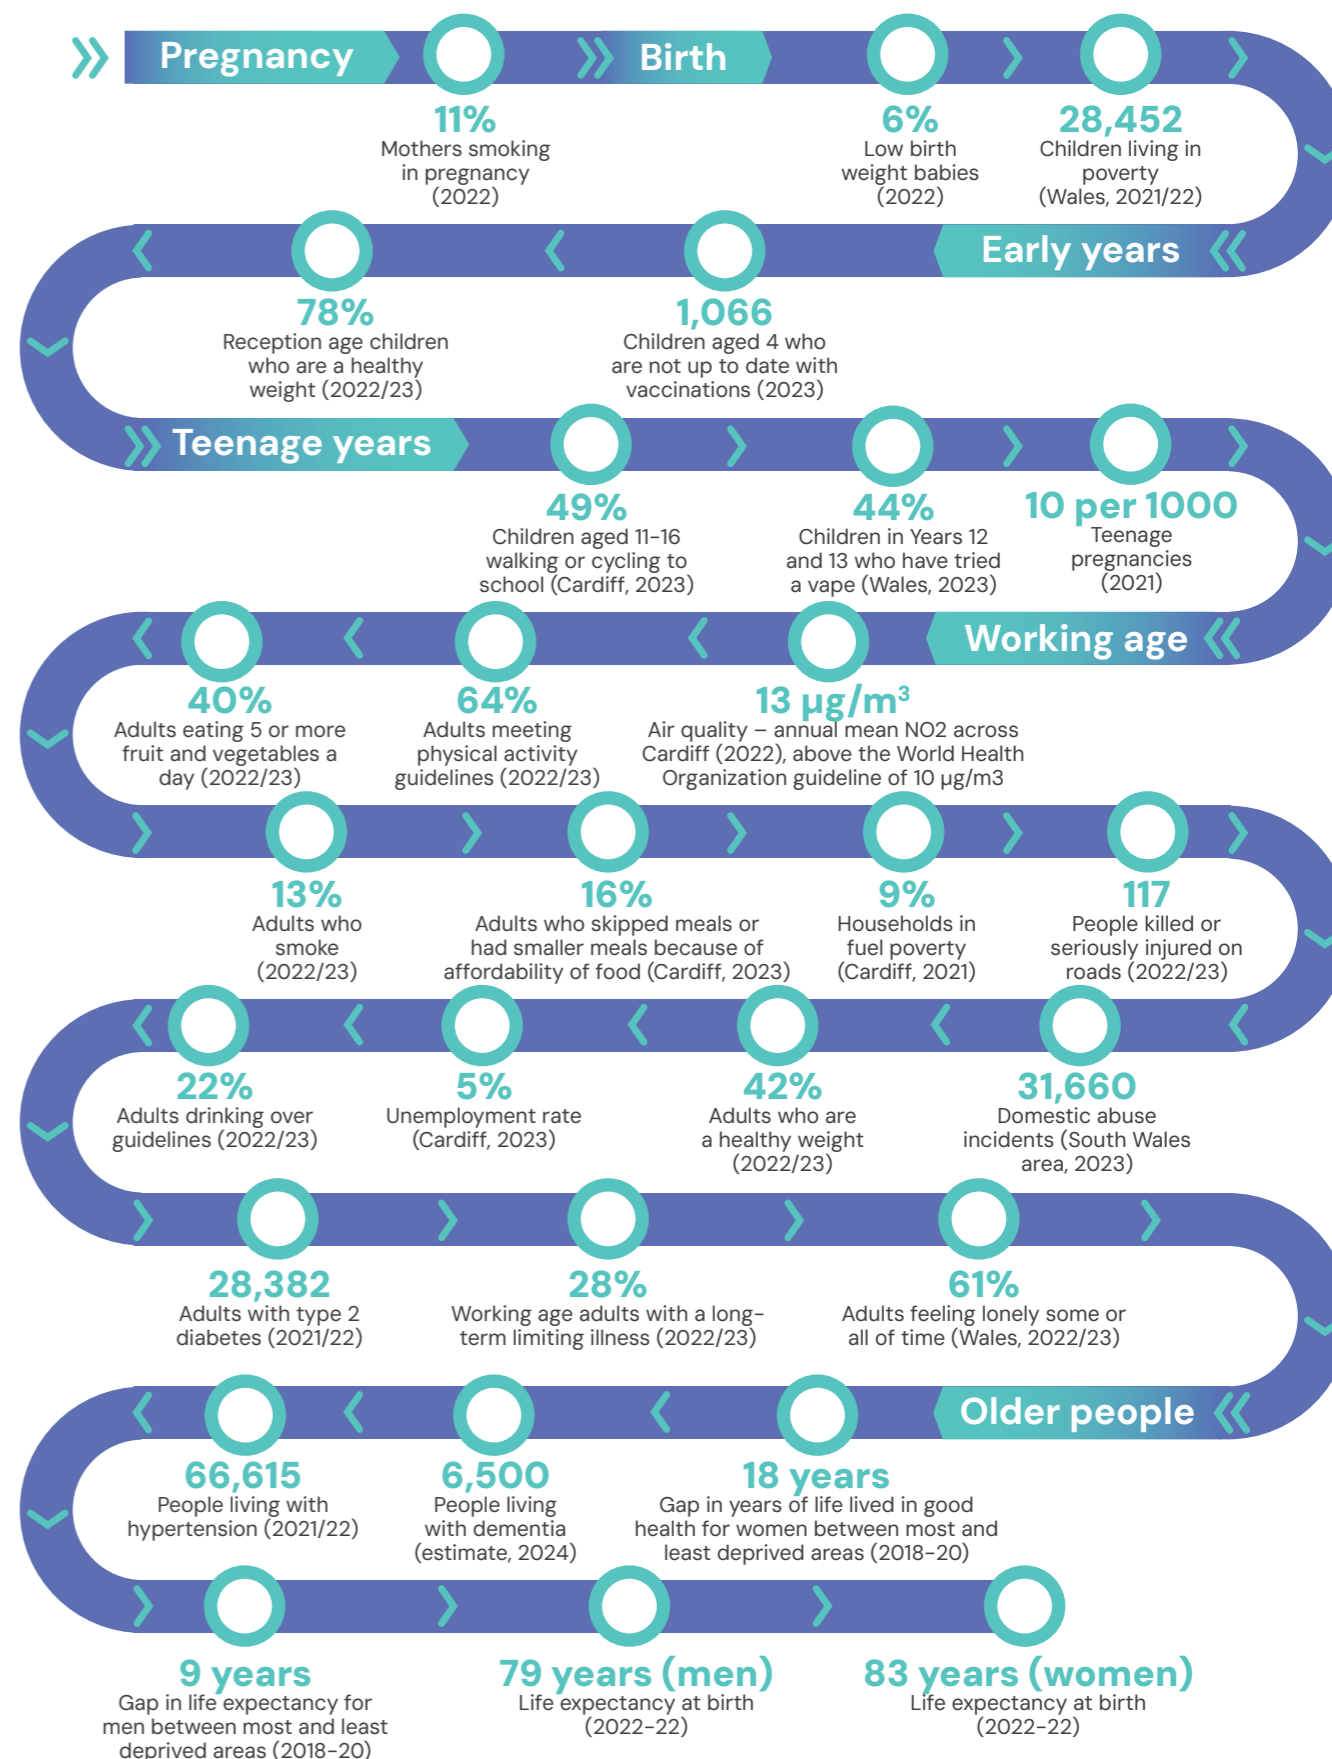 Pregnancy
11%
Mothers smoking
in pregnancy
(2022)
Birth
6%
Low birth
weight babies
(2022)
28,452
Children living in
poverty
(Wales, 2021/22)
Early years
1,066
Children aged 4 who
are not up to date with
vaccinations (2023)
78%
Reception age children
who are a healthy
weight (2022/23)
Teenage years
49%
Children aged 11-16
walking or cycling to
school (Cardiff, 2023)
44%
Children in Years 12
and 13 who have tried
a vape (Wales, 2023)
10 per 1000
Teenage
pregnancies
(2021)
Working age
13 µg/m³
Air quality – annual mean NO2 across
Cardiff (2022), above the World Health
Organization guideline of 10 µg/m3
64%
Adults meeting
physical activity
guidelines (2022/23)
40%
Adults eating 5 or more
fruit and vegetables a
day (2022/23)
13%
Adults who
smoke
(2022/23)
16%
Adults who skipped meals or
had smaller meals because of
affordability of food (Cardiff, 2023)
9%
Households in
fuel poverty
(Cardiff, 2021)
117
People killed or
seriously injured on
roads (2022/23)
31,660
Domestic abuse
incidents (South Wales
area, 2023)
42%
Adults who are
a healthy weight
(2022/23)
5%
Unemployment rate
(Cardiff, 2023)
22%
Adults drinking over
guidelines (2022/23)
28,382
Adults with type 2
diabetes (2021/22)
28%
Working age adults with a long-
term limiting illness (2022/23)
61%
Adults feeling lonely some or
all of time (Wales, 2022/23)
Older people
18 years
Gap in years of life lived in good
health for women between most and
least deprived areas (2018-20)
6,500
People living
with dementia
(estimate, 2024)
66,615
People living with
hypertension (2021/22)
9 years
Gap in life expectancy for
men between most and least
deprived areas (2018-20)
79 years (men)
Life expectancy at birth
(2022-22)
83 years (women)
Life expectancy at birth
(2022-22)